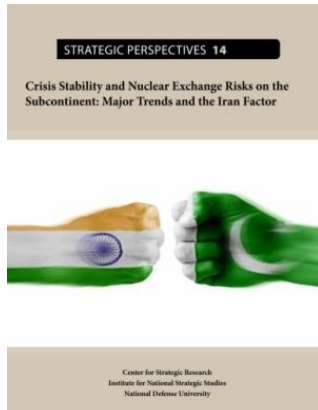 STRATEGIC PERSPECTIVES 14
Crisis Stability and Nuclear Exchange Risks on the
Subcontinent: Major Trends and the Iran Factor
Center for Strategic Research
Institute for National Strategic Studies
National Defense University